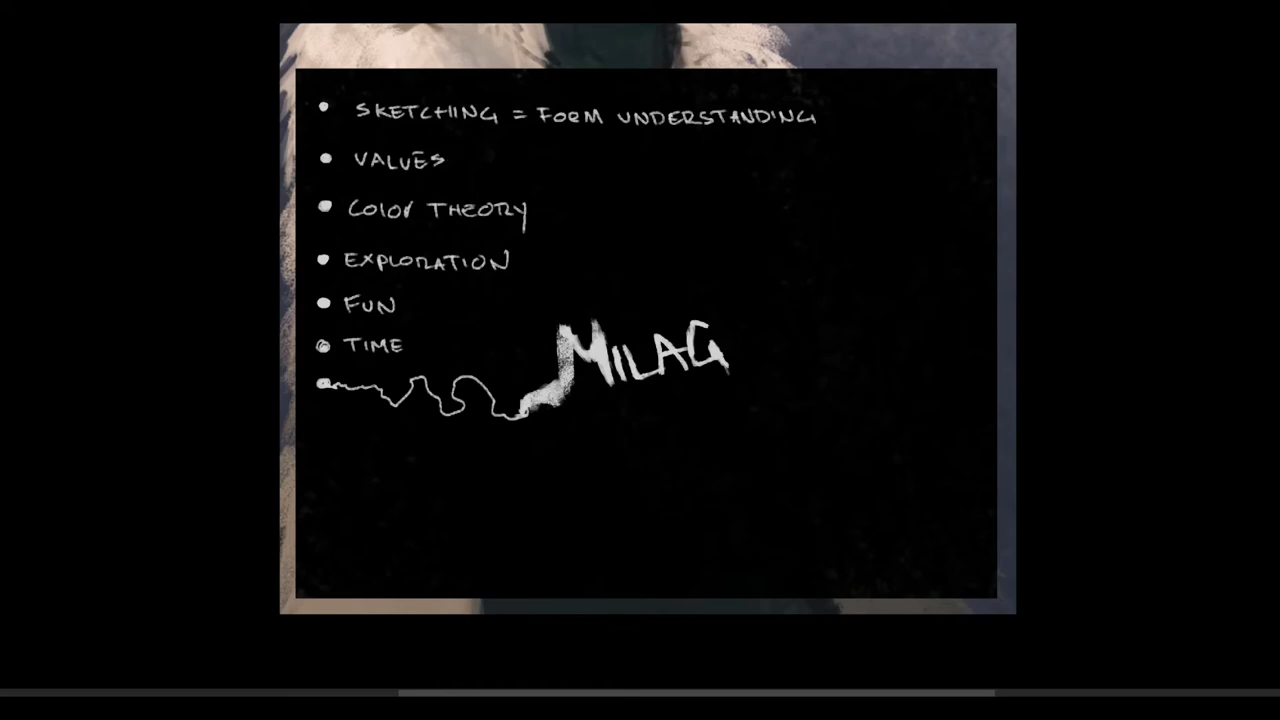 SKETCHING = FORM UNDERSTANDING
VALUES
COLOR THEORY
EXPLORATION
FUN
TIME
MILAG